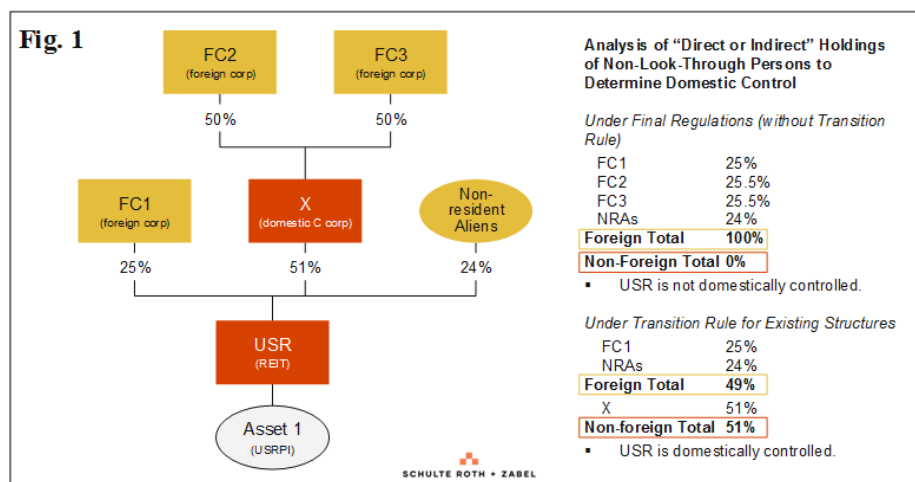 Fig. 1
FC2
(foreign corp)
FC3
(foreign corp)
50%
50%
FC1
(foreign corp)
X
(domestic C corp)
Non-
resident
Aliens
25%
51%
24%
USR
(REIT)
Asset 1
(USRPI)
Analysis of “Direct or Indirect” Holdings
of Non-Look-Through Persons to
Determine Domestic Control
Under Final Regulations (without Transition
Rule)
FC1 25%
FC2 25.5%
FC3 25.5%
NRAs 24%
Foreign Total 100%
Non-Foreign Total 0%
▪ USR is not domestically controlled.
Under Transition Rule for Existing Structures
FC1 25%
NRAs 24%
Foreign Total 49%
X 51%
Non-foreign Total 51%
▪ USR is domestically controlled.
SCHULTE ROTH + ZABEL